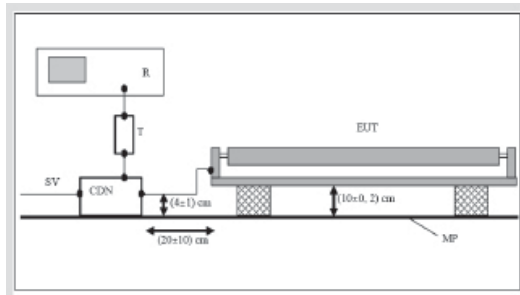 R
T
EUT
SV
CDN
(4±1) cm
(10±0, 2) cm
(20±10) cm
MP